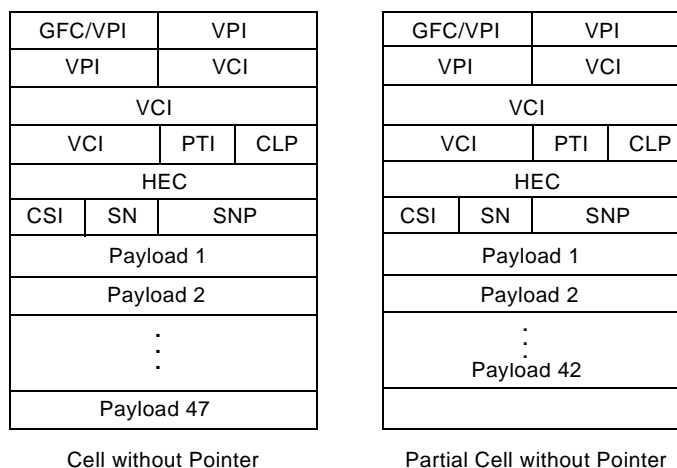 GFC/VPI VPI
VPI VCI
VCI
VCI PTI CLP
HEC
CSI SN SNP
Payload 1
Payload 2
.
.
.
Payload 47
Cell without Pointer
GFC/VPI VPI
VPI VCI
VCI
VCI PTI CLP
HEC
CSI SN SNP
Payload 1
Payload 2
.
.
.
Payload 42
Partial Cell without Pointer